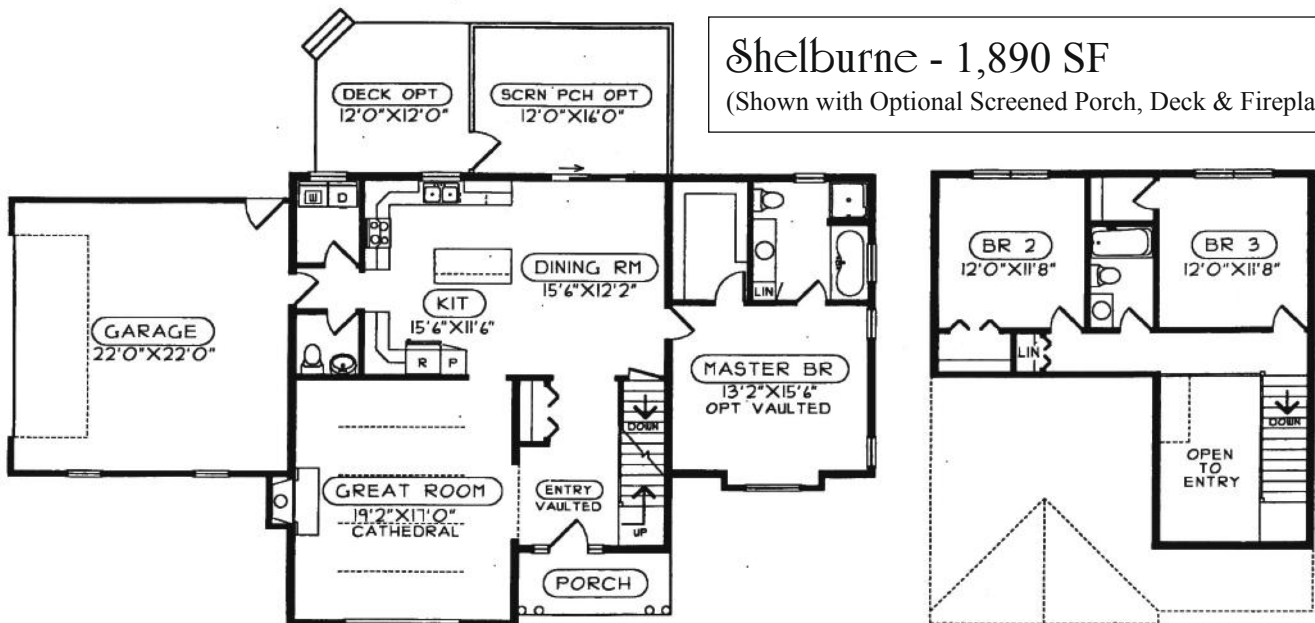 Shelburne - 1,890 SF
(Shown with Optional Screened Porch, Deck & Firepla
DECK OPT
12'0"X12'0"
SCRN PCH OPT
12'0"X16'0"
W D
GARAGE
22'0"X22'0"
KIT
15'6"X11'6"
DINING RM
15'6"X12'2"
R P
LIN
MASTER BR
13'2"X15'6"
OPT VAULTED
DOWN
UP
GREAT ROOM
19'2"X17'0"
CATHEDRAL
ENTRY
VAULTED
PORCH
BR 2
12'0"X11'8"
BR 3
12'0"X11'8"
LIN
DOWN
OPEN
TO
ENTRY